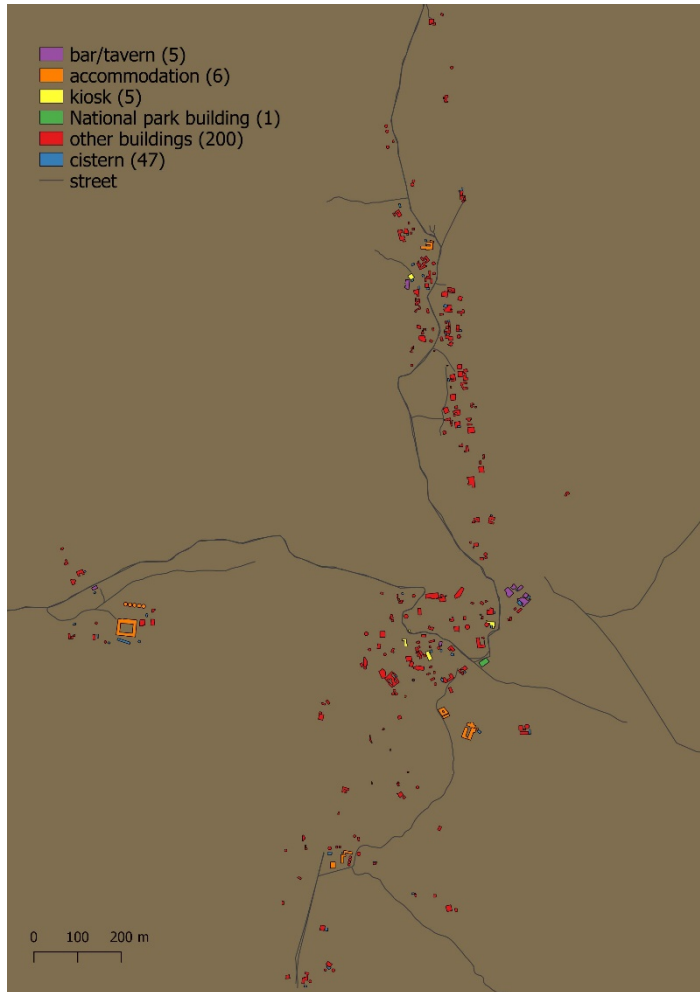 bar/tavern (5)
accommodation (6)
kiosk (5)
National park building (1)
other buildings (200)
cistern (47)
street
0 100 200 m